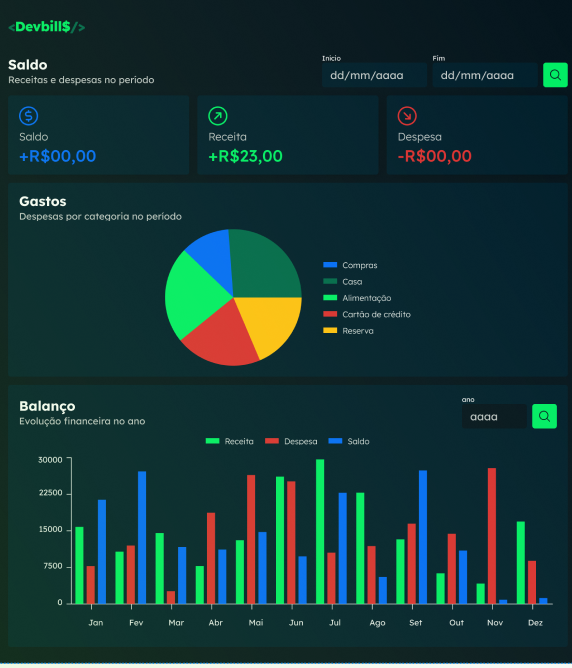 <Devbill$/>
Saldo
Receitas e despesas no periodo
Início
dd/mm/aaaa
Fim
dd/mm/aaaa
Saldo
+R$00,00
Receita
+R$23,00
Despesa
-R$00,00
Gastos
Despesas por categoria no periodo
Compras
Casa
Alimentação
Cartão de crédito
Reserva
Balanço
Evolução financeira no ano
ano
aaaa
Receita Despesa Saldo
30000
22500
15000
7500
0
Jan Fev Mar Abr Mai Jun Jul Ago Set Out Nov Dez